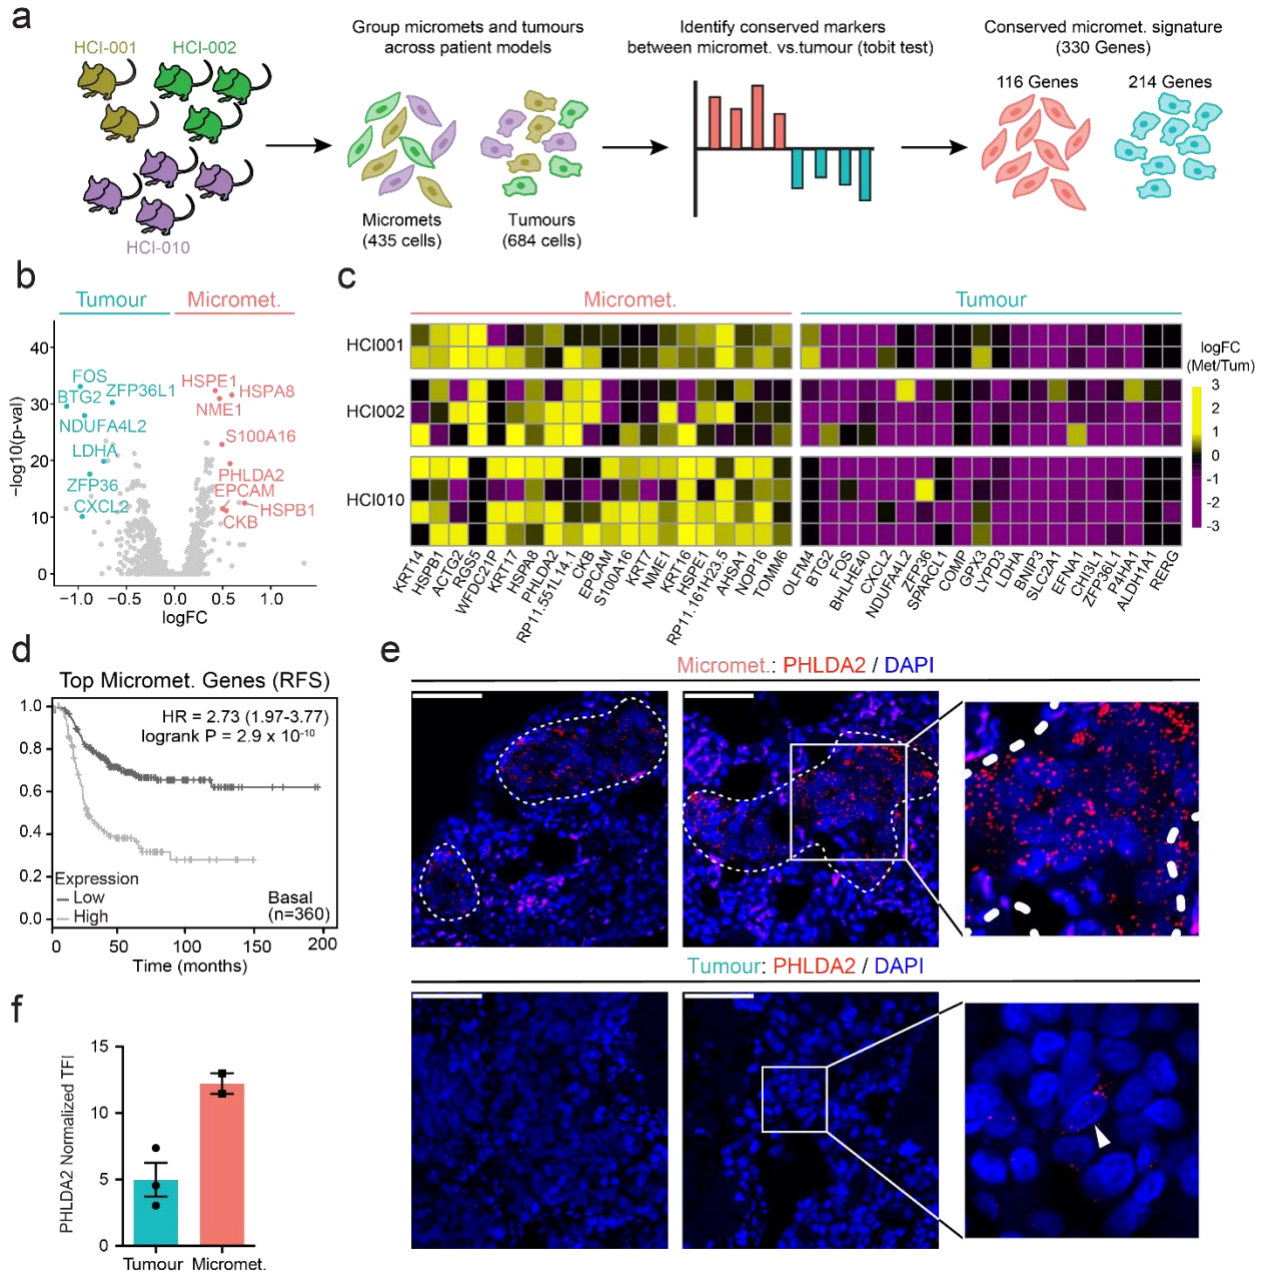 a
HCI-001
HCI-002
HCI-010
Group micromets and tumours
across patient models
Micromets
(435 cells)
Tumours
(684 cells)
Identify conserved markers
between micromet. vs.tumour (tobit test)
Conserved micromet. signature
(330 Genes)
116 Genes
214 Genes
b
Tumour
Micromet.
−log10(p-val)
40
30
20
10
0
−1.0
−0.5
0.0
0.5
1.0
logFC
FOS
BTG2
ZFP36L1
NDUFA4L2
LDHA
ZFP36
CXCL2
HSPE1
HSPA8
NME1
S100A16
PHLDA2
EPCAM
HSPB1
CKB
c
Micromet.
Tumour
HCI001
HCI002
HCI010
logFC
(Met/Tum)
3
2
1
0
-1
-2
-3
KRT14
HSPB1
ACTG2
RGS5
WFDC21P
KRT17
HSPA8
PHLDA2
RP11.551L14.1
CKB
EPCAM
S100A16
KRT7
NME1
KRT16
HSPE1
RP11.161H23.5
AHSA1
NOP16
TOMM6
OLFM4
BTG2
FOS
BHLHE40
CXCL2
NDUFA4L2
ZFP36
SPARCL1
COMP
GPX3
LYPD3
LDHA
BNIP3
SLC2A1
EFNA1
CHI3L1
ZFP36L1
P4HA1
ALDH1A1
RERG
d
Top Micromet. Genes (RFS)
HR = 2.73 (1.97-3.77)
logrank P = 2.9 x 10⁻¹⁰
1.0
0.8
0.6
0.4
0.2
0.0
Expression
Low
High
Basal
(n=360)
0
50
100
150
200
Time (months)
e
Micromet.: PHLDA2 / DAPI
Tumour: PHLDA2 / DAPI
f
PHLDA2 Normalized TFI
15
10
5
0
Tumour
Micromet.